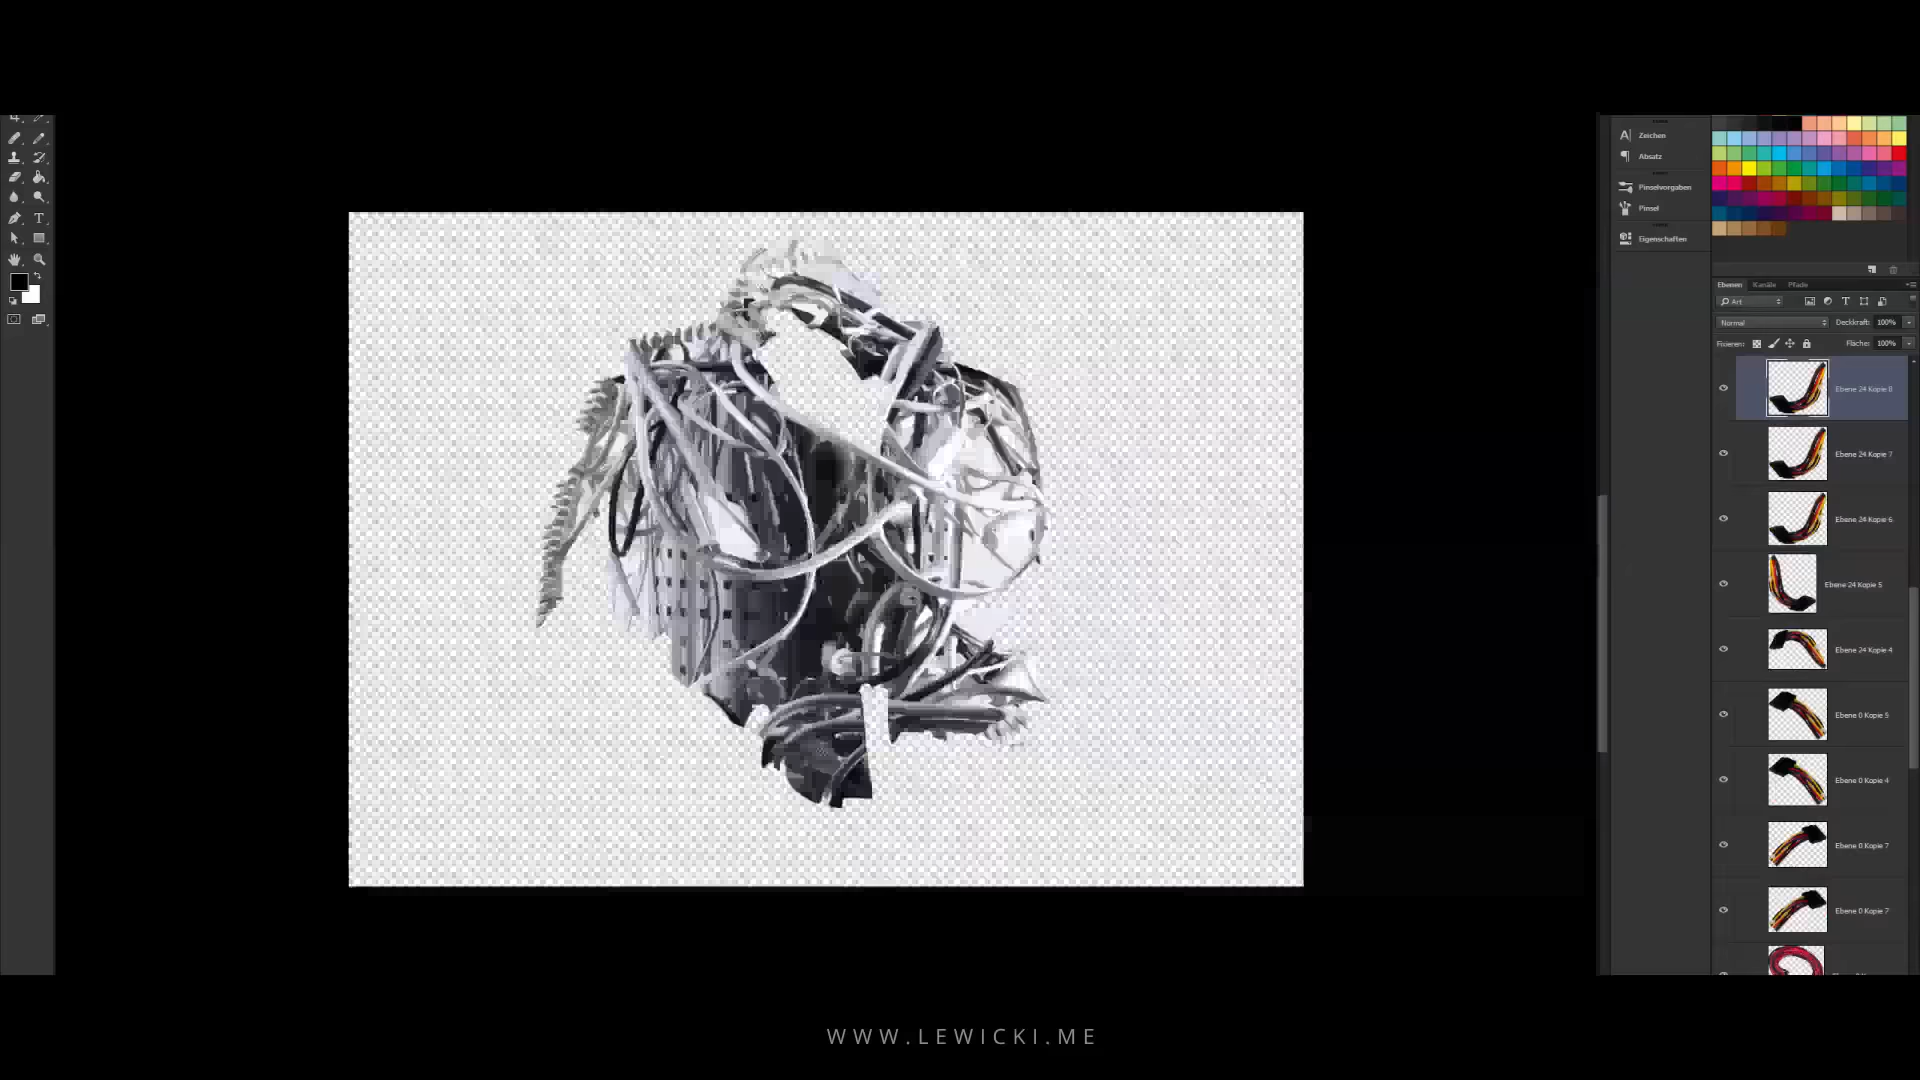 Zeichen
Absatz
Pinselvorgaben
Pinsel
Eigenschaften
Ebenen Kanäle Pfade
Art
Normal Deckkraft: 100%
Fixieren: Fläche: 100%
Ebene 24 Kopie 8
Ebene 24 Kopie 7
Ebene 24 Kopie 6
Ebene 24 Kopie 5
Ebene 24 Kopie 4
Ebene 0 Kopie 5
Ebene 0 Kopie 4
Ebene 0 Kopie 7
Ebene 0 Kopie 7
WWW.LEWICKI.ME